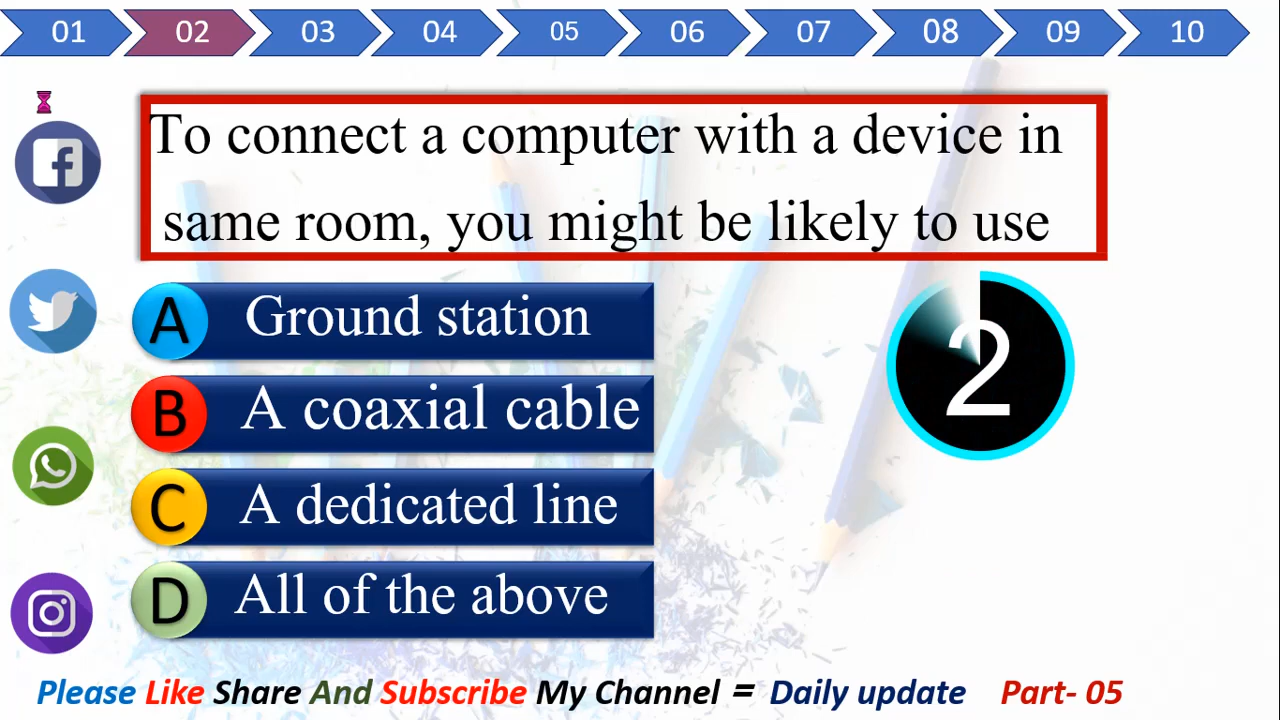 01 02 03 04 05 06 07 08 09 10
To connect a computer with a device in
same room, you might be likely to use
A Ground station
B A coaxial cable
C A dedicated line
D All of the above
2
Please Like Share And Subscribe My Channel = Daily update Part- 05